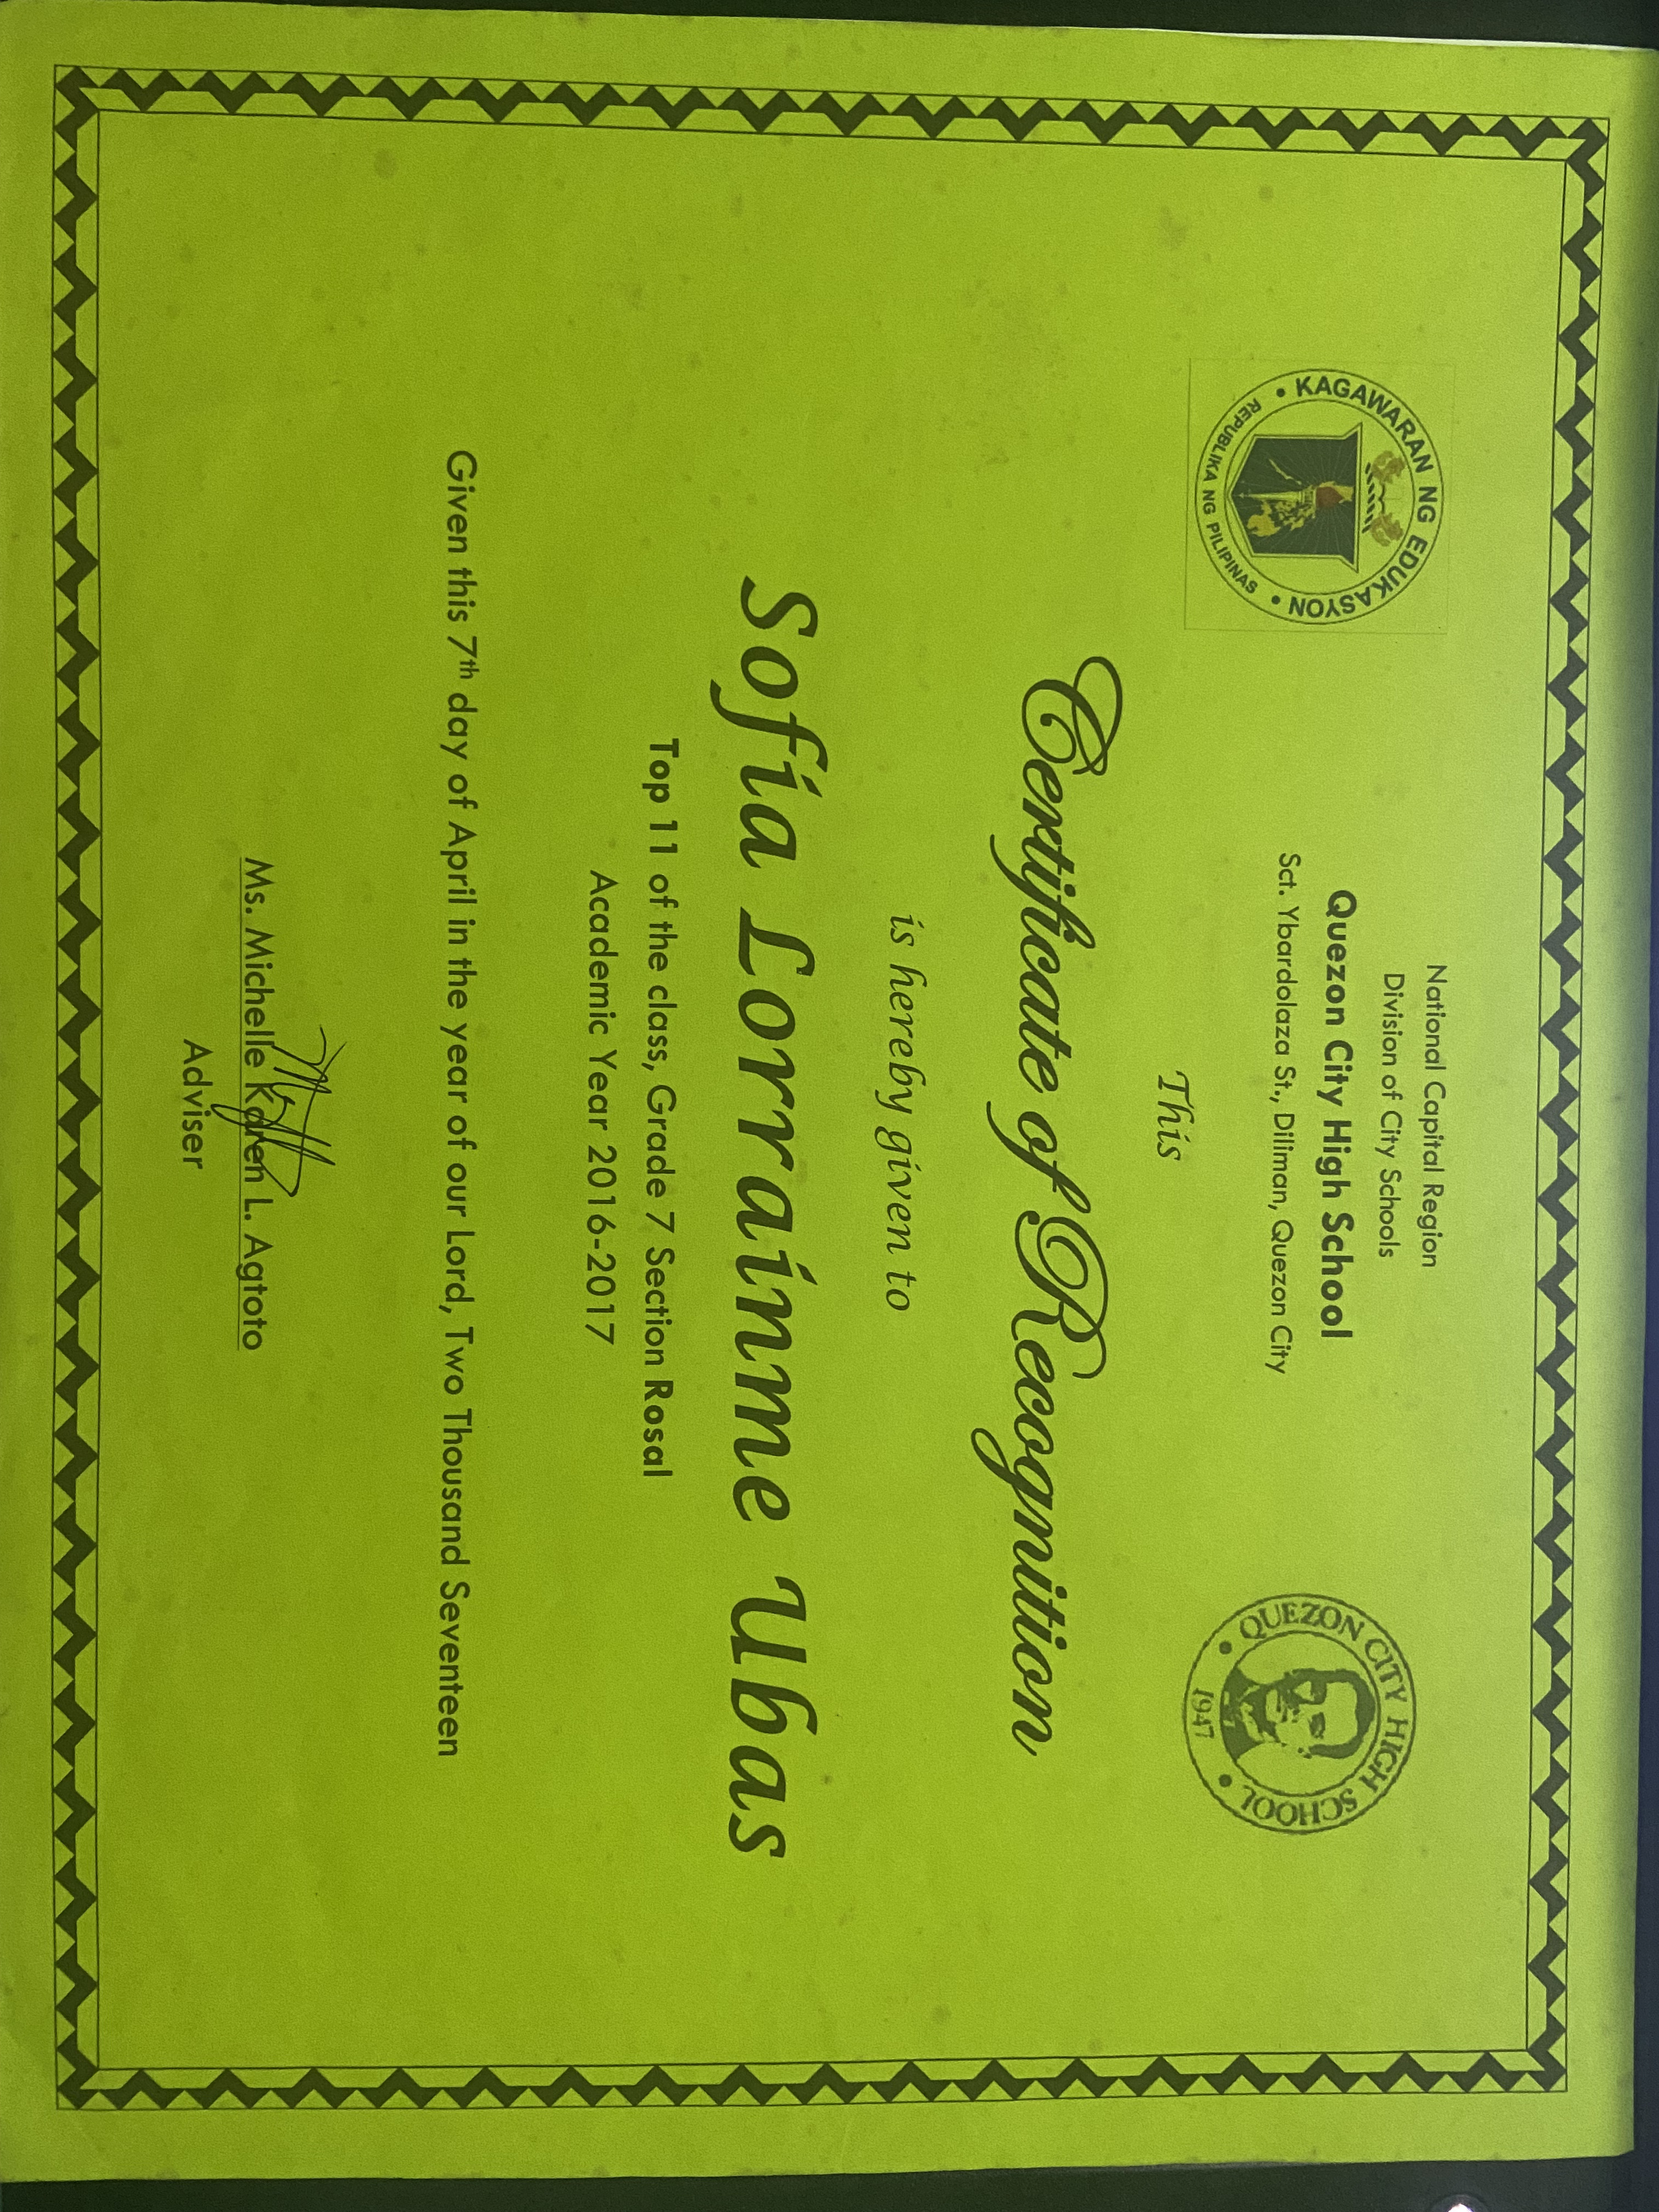 KAGAWARAN NG EDUKASYON
REPUBLIKA NG PILIPINAS
National Capital Region
Division of City Schools
Quezon City High School
Sct. Ybardolaza St., Diliman, Quezon City
QUEZON CITY HIGH SCHOOL
1947
This
Certificate of Recognition
is hereby given to
Sofia Lorrainme Ubas
Top 11 of the class, Grade 7 Section Rosal
Academic Year 2016-2017
Given this 7th day of April in the year of our Lord, Two Thousand Seventeen
Ms. Michelle Karen L. Agtoto
Adviser